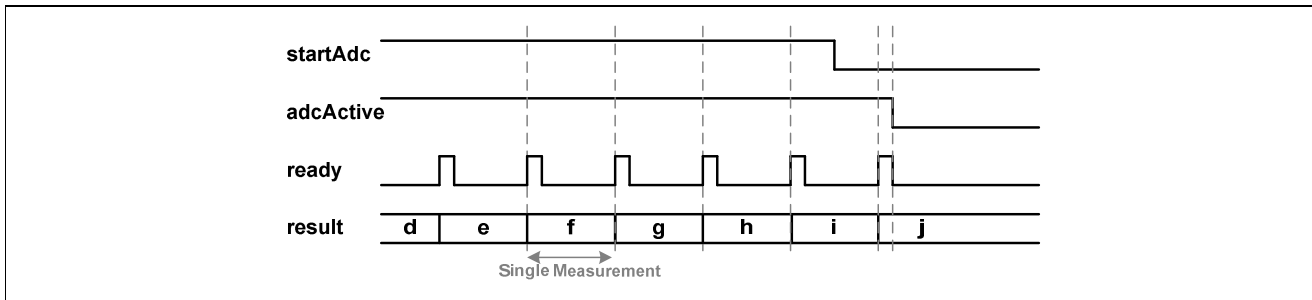 startAdc
adcActive
ready
result d e f g h i j
Single Measurement